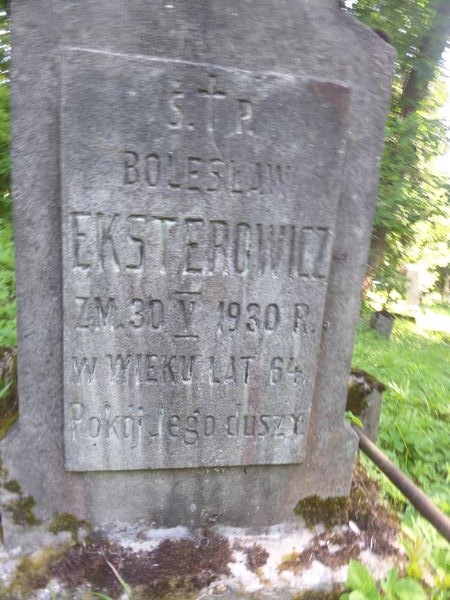 Ś. † P.
BOLESŁAW
EKSTEROWICZ
ZM. 30 V 1930 R.
W WIEKU LAT 64.
Pokój Jego duszy.